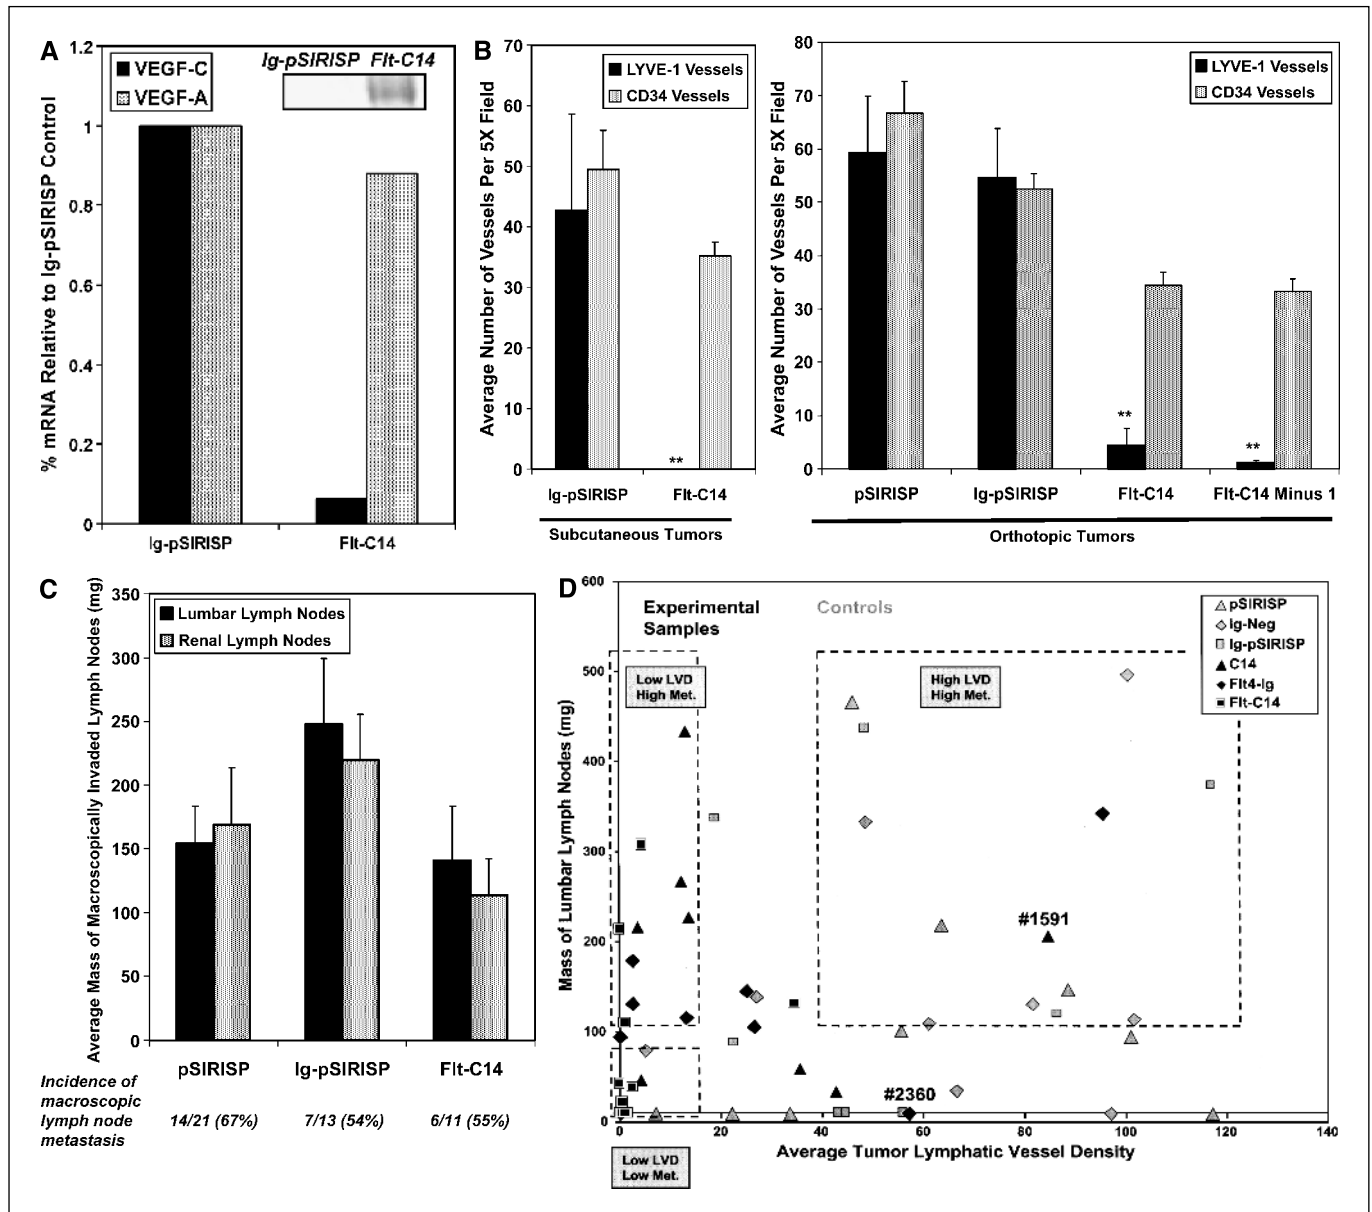 A
% mRNA Relative to Ig-pSIRISP Control
1.2
1
0.8
0.6
0.4
0.2
0
VEGF-C
VEGF-A
Ig-pSIRISP Flt-C14
Ig-pSIRISP
Flt-C14
B
Average Number of Vessels Per 5X Field
70
60
50
40
30
20
10
0
LYVE-1 Vessels
CD34 Vessels
**
Ig-pSIRISP
Flt-C14
Subcutaneous Tumors
Average Number of Vessels Per 5X Field
80
70
60
50
40
30
20
10
0
LYVE-1 Vessels
CD34 Vessels
**
**
pSIRISP
Ig-pSIRISP
Flt-C14
Flt-C14 Minus 1
Orthotopic Tumors
C
Average Mass of Macroscopically Invaded Lymph Nodes (mg)
350
300
250
200
150
100
50
0
Lumbar Lymph Nodes
Renal Lymph Nodes
pSIRISP
Ig-pSIRISP
Flt-C14
Incidence of
macroscopic
lymph node
metastasis
14/21 (67%)
7/13 (54%)
6/11 (55%)
D
Mass of Lumbar Lymph Nodes (mg)
600
500
400
300
200
100
0
Experimental
Samples
Controls
pSIRISP
Ig-Neg
Ig-pSIRISP
C14
Flt4-Ig
Flt-C14
Low LVD
High Met.
High LVD
High Met.
#1591
#2360
0
20
40
60
80
100
120
140
Average Tumor Lymphatic Vessel Density
Low LVD
Low Met.